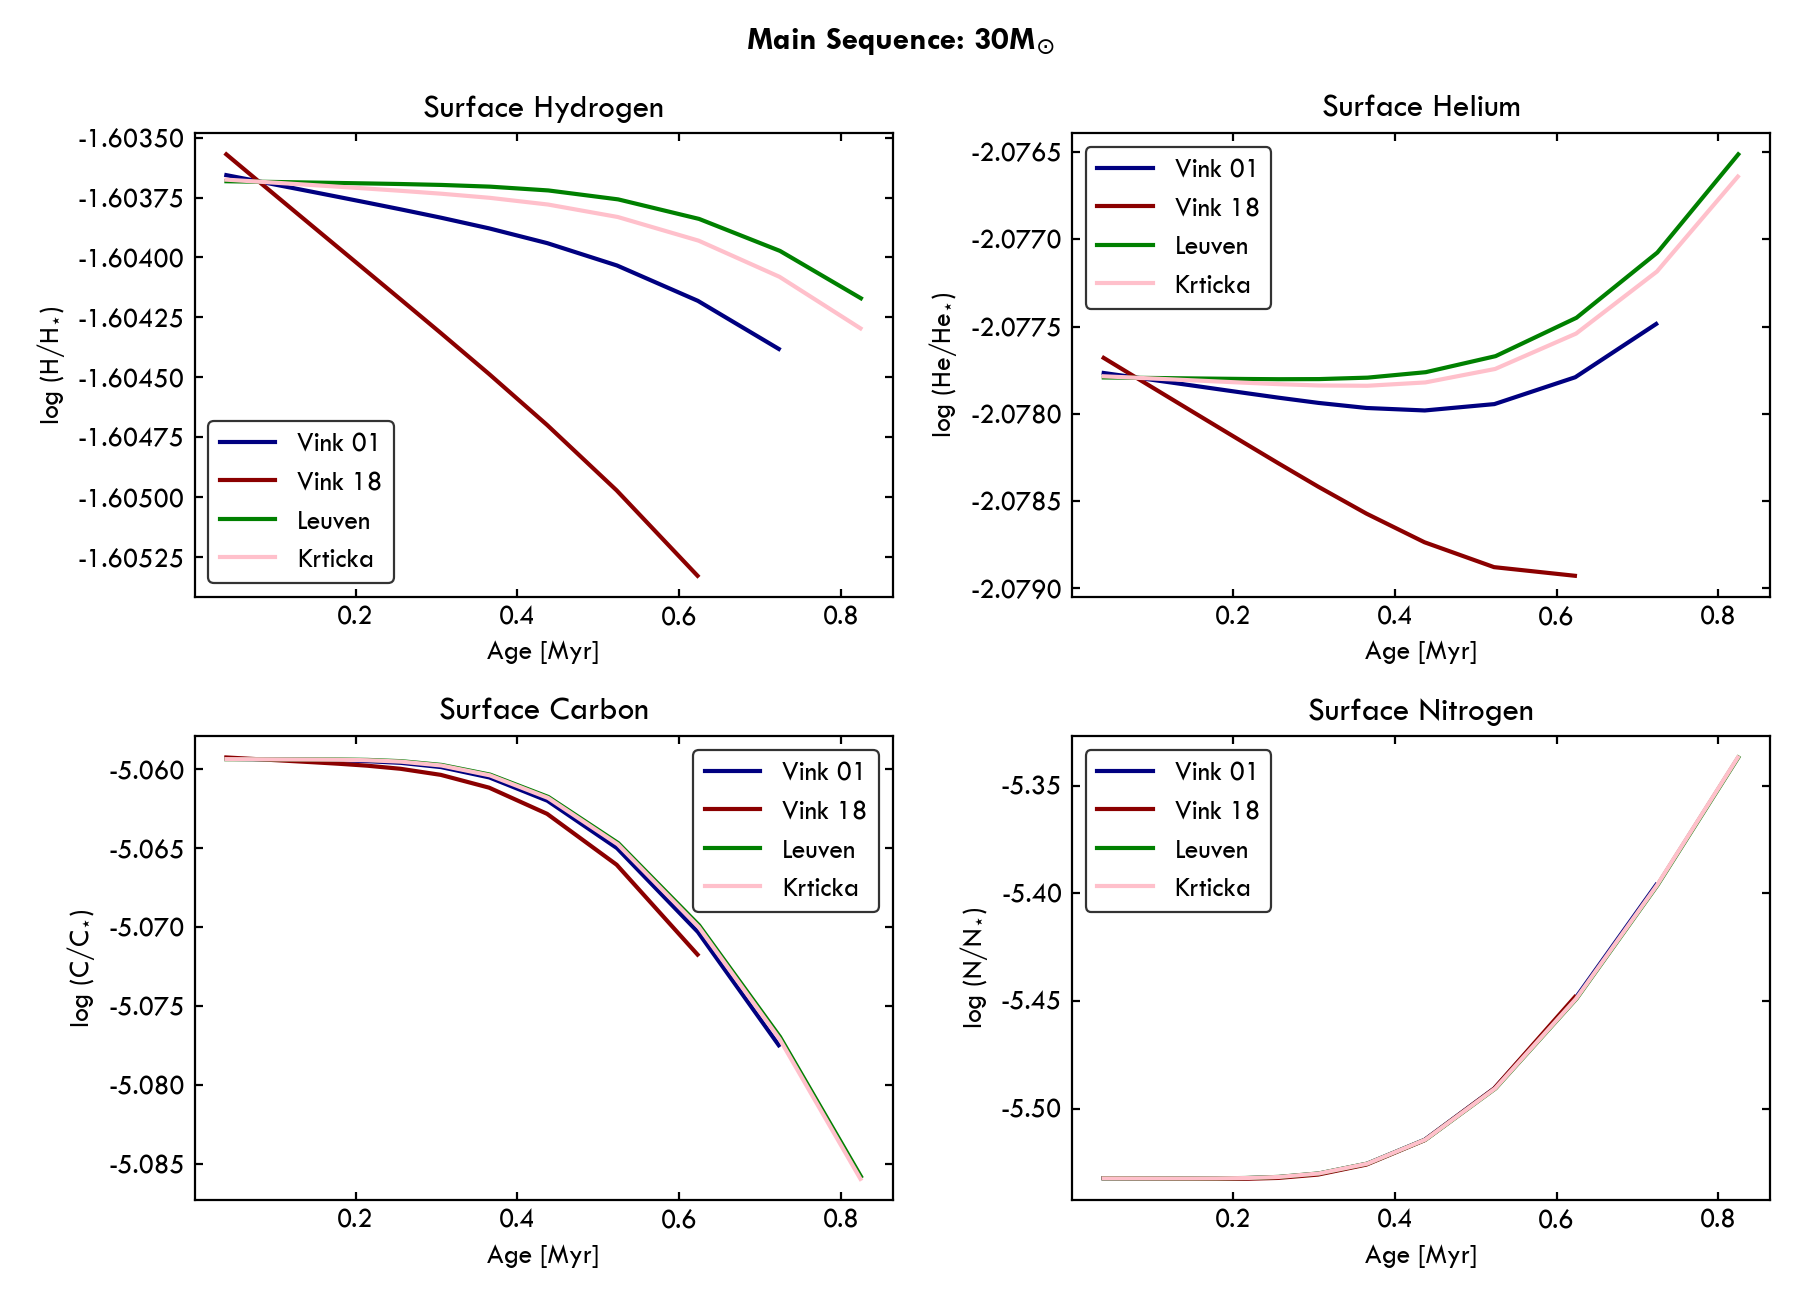 Main Sequence: 30M☉
Surface Hydrogen
-1.60350
-1.60375
-1.60400
-1.60425
-1.60450
-1.60475
-1.60500
-1.60525
log (H/H⋆)
Vink 01
Vink 18
Leuven
Krticka
0.2 0.4 0.6 0.8
Age [Myr]
Surface Helium
-2.0765
-2.0770
-2.0775
-2.0780
-2.0785
-2.0790
log (He/He⋆)
Vink 01
Vink 18
Leuven
Krticka
0.2 0.4 0.6 0.8
Age [Myr]
Surface Carbon
-5.060
-5.065
-5.070
-5.075
-5.080
-5.085
log (C/C⋆)
Vink 01
Vink 18
Leuven
Krticka
0.2 0.4 0.6 0.8
Age [Myr]
Surface Nitrogen
-5.35
-5.40
-5.45
-5.50
log (N/N⋆)
Vink 01
Vink 18
Leuven
Krticka
0.2 0.4 0.6 0.8
Age [Myr]